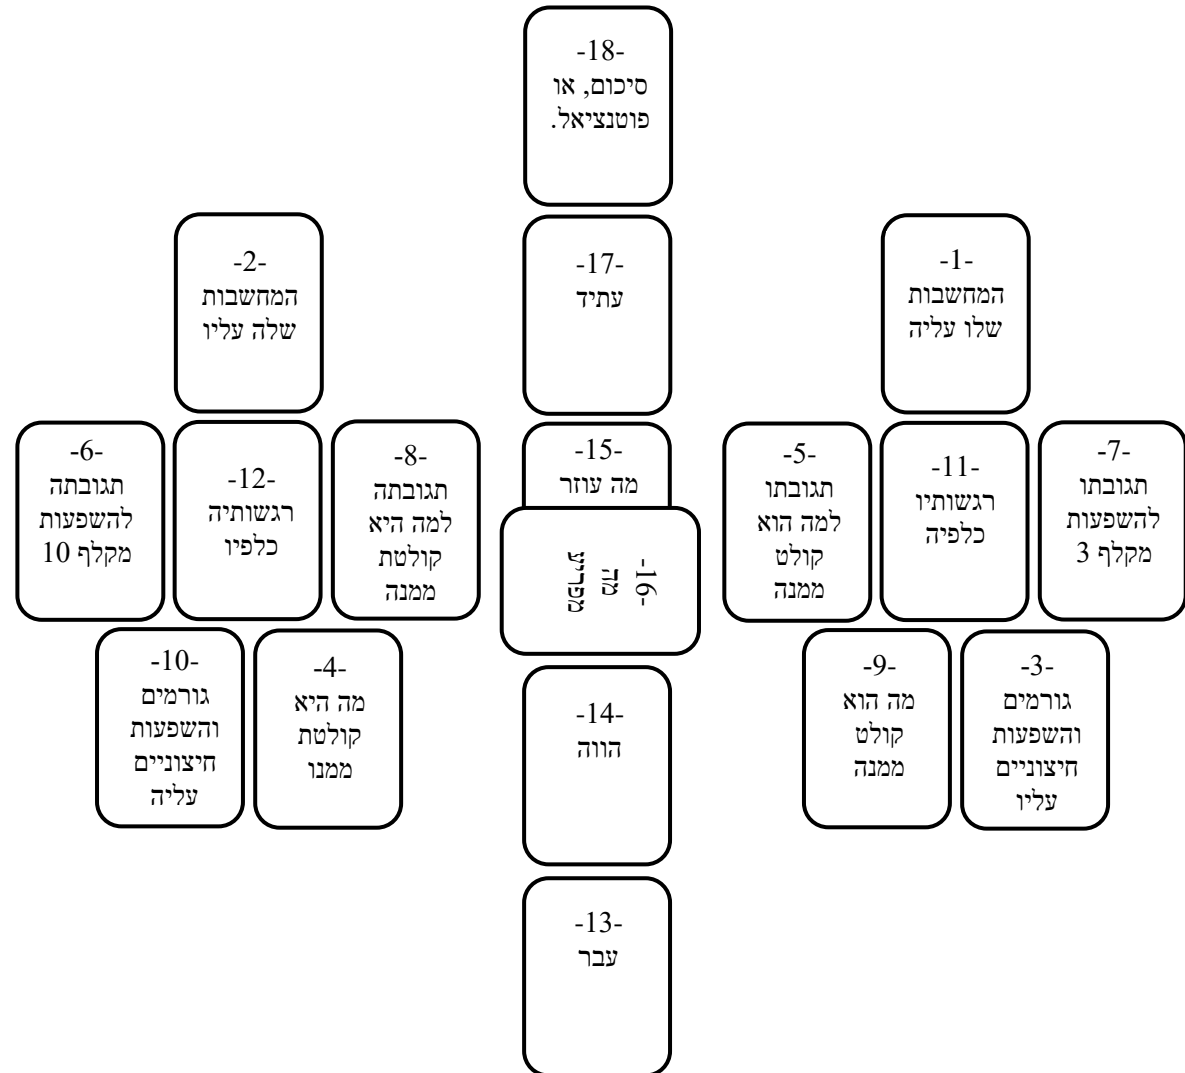 -18-
סיכום, או
פוטנציאל.
-1-
המחשבות
שלו עליה
-17-
עתיד
-2-
המחשבות
שלה עליו
-7-
תגובתו
להשפעות
מקלף 3
-11-
רגשותיו
כלפיה
-5-
תגובתו
למה הוא
קולט
ממנה
-15-
מה עוזר
-16-
מה
מפריע
-8-
תגובתה
למה היא
קולטת
ממנה
-12-
רגשותיה
כלפיו
-6-
תגובתה
להשפעות
מקלף 10
-3-
גורמים
והשפעות
חיצוניים
עליו
-9-
מה הוא
קולט
ממנה
-14-
הווה
-4-
מה היא
קולטת
ממנו
-10-
גורמים
והשפעות
חיצוניים
עליה
-13-
עבר